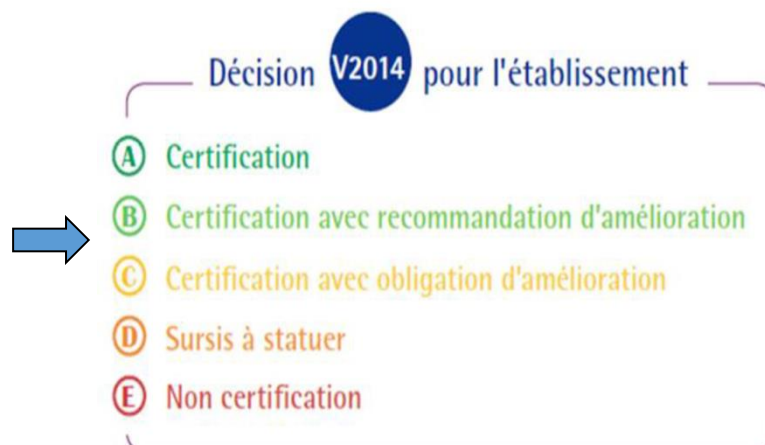 Décision V2014 pour l'établissement
A Certification
B Certification avec recommandation d'amélioration
C Certification avec obligation d'amélioration
D Sursis à statuer
E Non certification